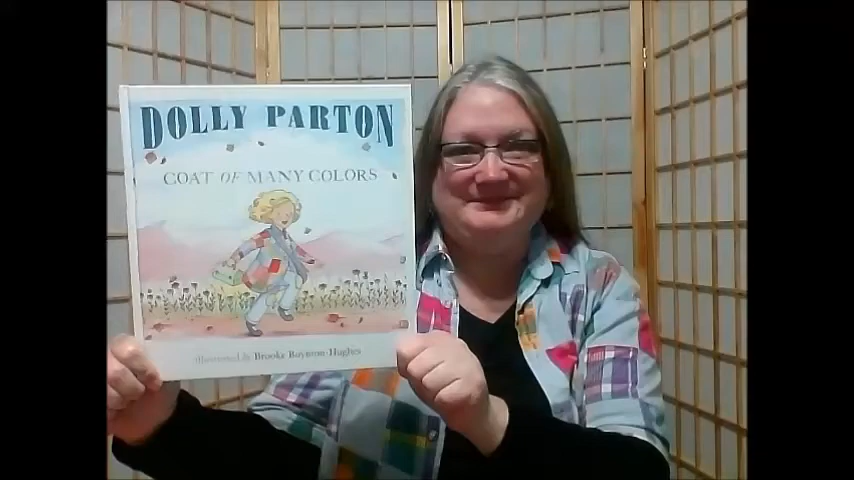 DOLLY PARTON
COAT OF MANY COLORS
illustrated by Brooke Boynton-Hughes